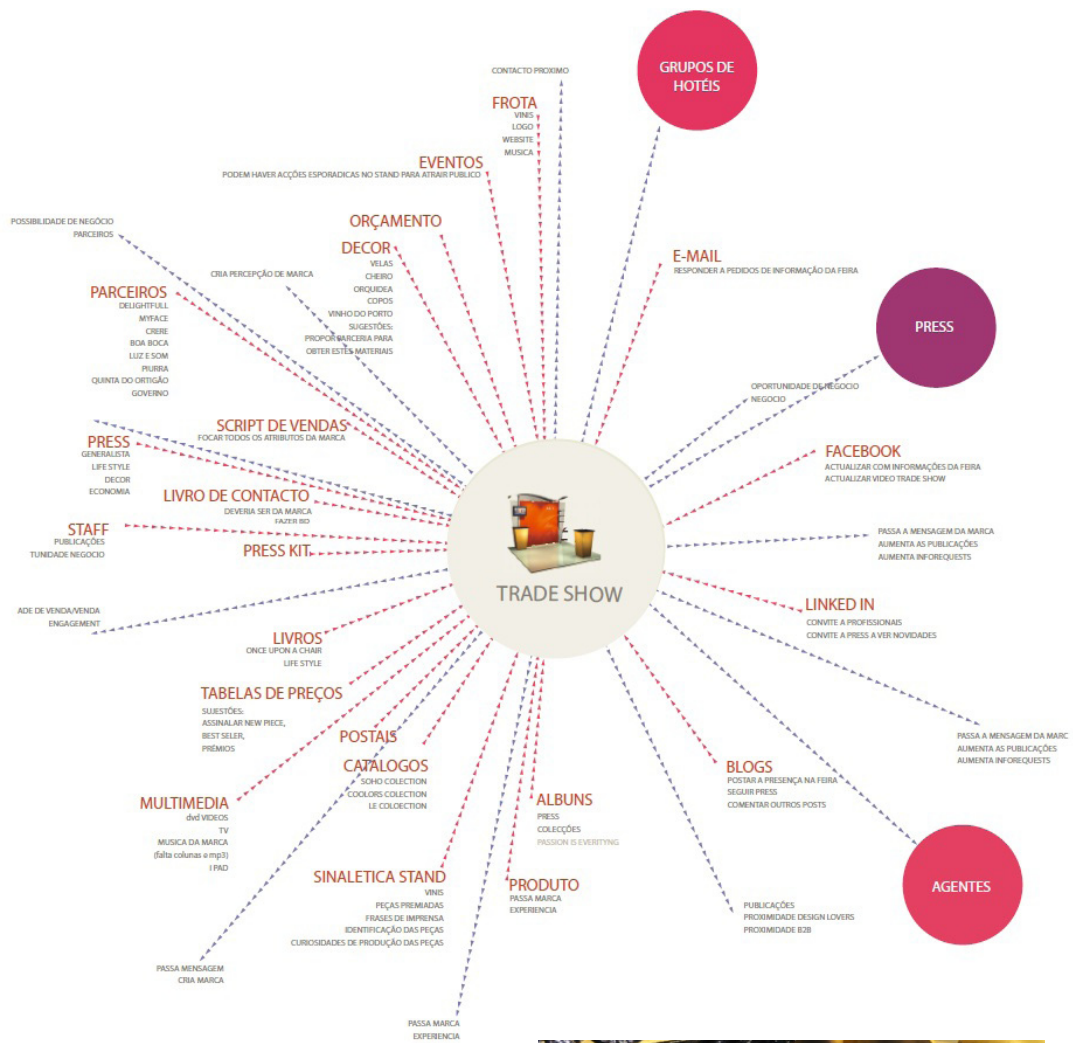 GRUPOS DE
HOTÉIS
CONTACTO PROXIMO
FROTA
VINIS
LOGO
WEBSITE
MUSICA
EVENTOS
PODEM HAVER ACÇÕES ESPORADICAS NO STAND PARA ATRAIR PUBLICO
ORÇAMENTO
DECOR
VELAS
CHEIRO
ORQUIDEA
COPOS
VINHO DO PORTO
SUGESTÕES:
PROPOR PARCERIA PARA
OBTER ESTES MATERIAIS
POSSIBILIDADE DE NEGÓCIO
PARCEIROS
CRIA PERCEPÇÃO DE MARCA
E-MAIL
RESPONDER A PEDIDOS DE INFORMAÇÃO DA FEIRA
PARCEIROS
DELIGHTFULL
MYFACE
CRERE
BOA BOCA
LUZ E SOM
PIURRA
QUINTA DO ORTIGÃO
GOVERNO
PRESS
OPORTUNIDADE DE NEGOCIO
NEGOCIO
SCRIPT DE VENDAS
FOCAR TODOS OS ATRIBUTOS DA MARCA
PRESS
GENERALISTA
LIFE STYLE
DECOR
ECONOMIA
FACEBOOK
ACTUALIZAR COM INFORMAÇÕES DA FEIRA
ACTUALIZAR VIDEO TRADE SHOW
LIVRO DE CONTACTO
DEVERIA SER DA MARCA
FAZER BD
STAFF
PUBLICAÇÕES
TUNIDADE NEGOCIO
PRESS KIT
PASSA A MENSAGEM DA MARCA
AUMENTA AS PUBLICAÇÕES
AUMENTA INFOREQUESTS
TRADE SHOW
ADE DE VENDA/VENDA
ENGAGEMENT
LINKED IN
CONVITE A PROFISSIONAIS
CONVITE A PRESS A VER NOVIDADES
LIVROS
ONCE UPON A CHAIR
LIFE STYLE
TABELAS DE PREÇOS
SUJESTÕES:
ASSINALAR NEW PIECE,
BEST SELER,
PRÉMIOS
POSTAIS
CATALOGOS
SOHO COLECTION
COOLORS COLECTION
LE COLOECTION
PASSA A MENSAGEM DA MARC
AUMENTA AS PUBLICAÇÕES
AUMENTA INFOREQUESTS
BLOGS
POSTAR A PRESENÇA NA FEIRA
SEGUIR PRESS
COMENTAR OUTROS POSTS
MULTIMEDIA
dvd VIDEOS
TV
MUSICA DA MARCA
(falta colunas e mp3)
I PAD
ALBUNS
PRESS
COLECÇÕES
PASSION IS EVERITYNG
SINALETICA STAND
VINIS
PEÇAS PREMIADAS
FRASES DE IMPRENSA
IDENTIFICAÇÃO DAS PEÇAS
CURIOSIDADES DE PRODUÇÃO DAS PEÇAS
PRODUTO
PASSA MARCA
EXPERIENCIA
AGENTES
PUBLICAÇÕES
PROXIMIDADE DESIGN LOVERS
PROXIMIDADE B2B
PASSA MENSAGEM
CRIA MARCA
PASSA MARCA
EXPERIENCIA